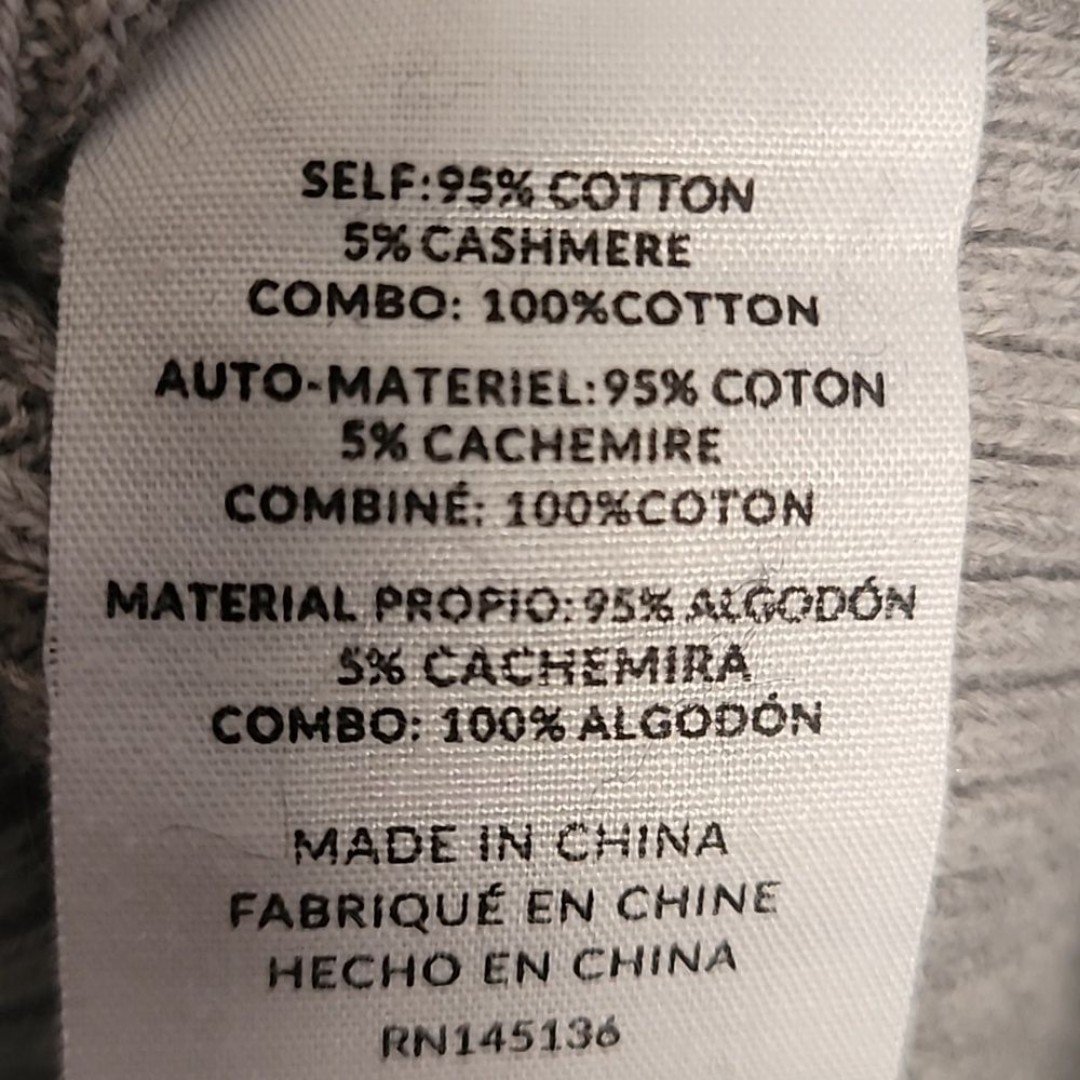 SELF:95% COTTON
5% CASHMERE
COMBO: 100%COTTON
AUTO-MATERIEL:95% COTON
5% CACHEMIRE
COMBINÉ: 100%COTON
MATERIAL PROPIO:95% ALGODÓN
5% CACHEMIRA
COMBO: 100% ALGODÓN
MADE IN CHINA
FABRIQUÉ EN CHINE
HECHO EN CHINA
RN145136